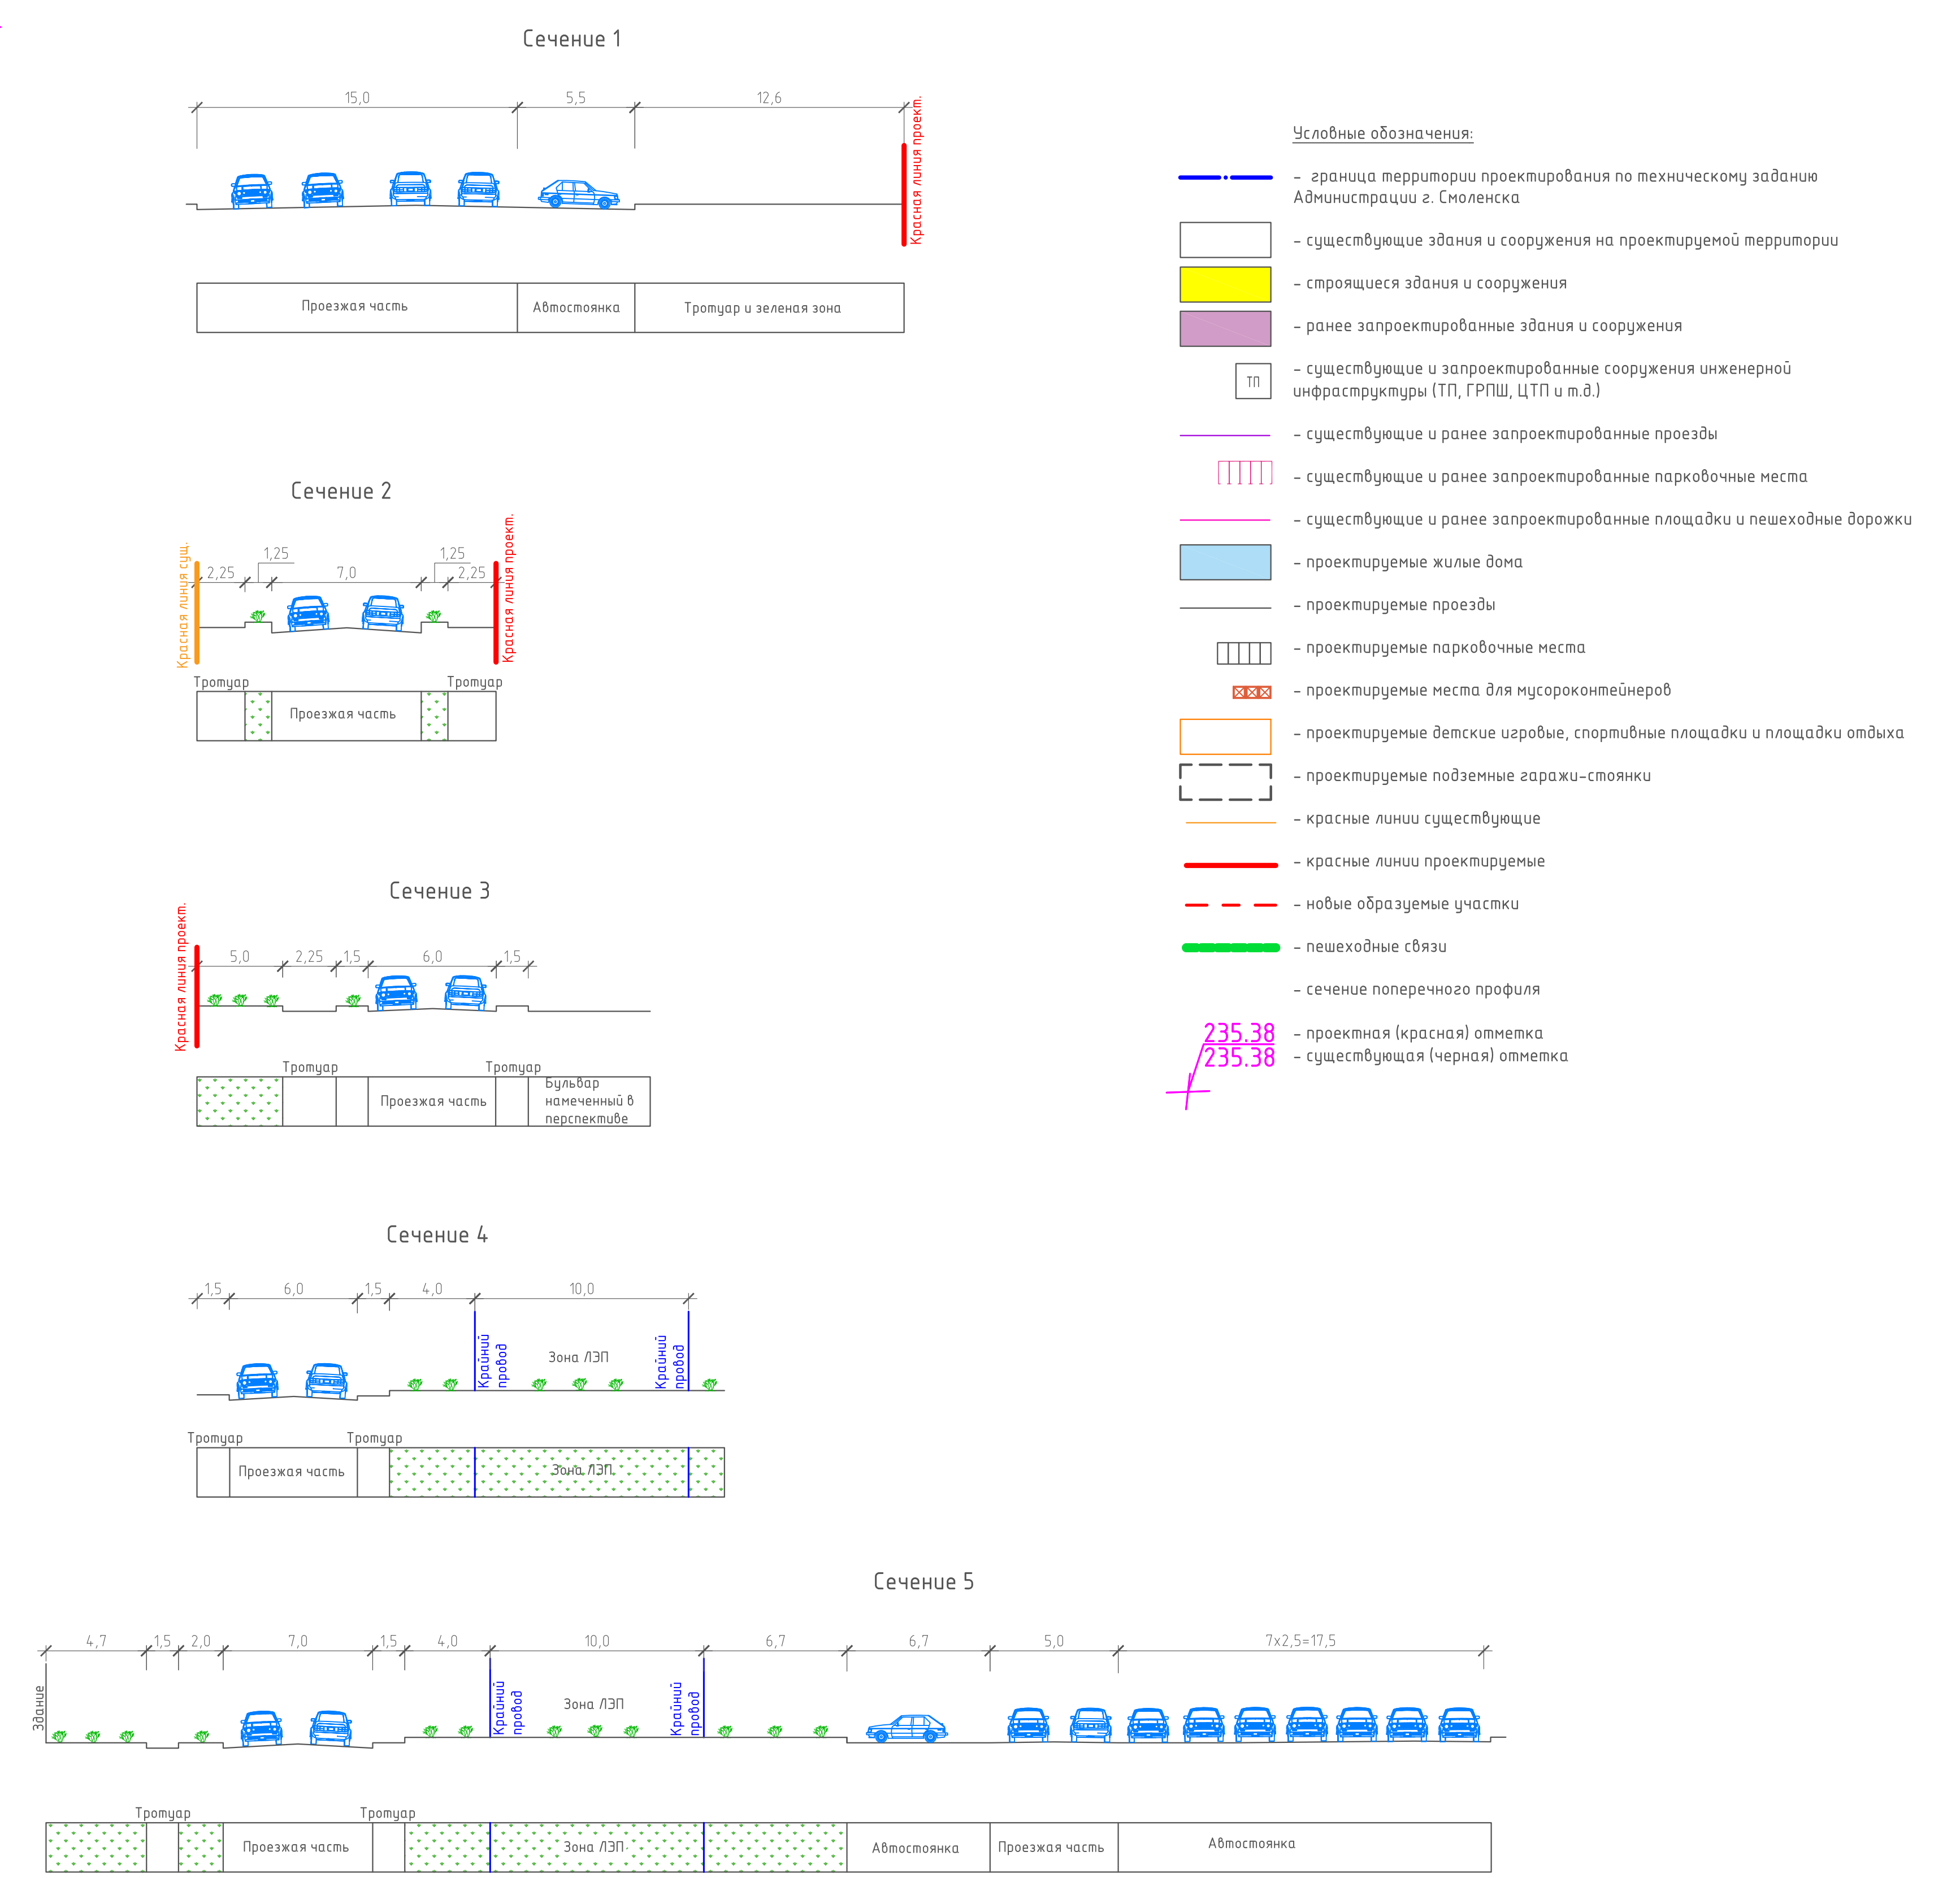 Сечение 1
15,0
5,5
12,6
Красная линия проект.
Проезжая часть
Автостоянка
Тротуар и зеленая зона
Сечение 2
Красная линия сущ.
2,25
1,25
7,0
1,25
2,25
Красная линия проект.
Тротуар
Тротуар
Проезжая часть
Сечение 3
Красная линия проект.
5,0
2,25
1,5
6,0
1,5
Тротуар
Тротуар
Проезжая часть
Бульвар
намеченный в
перспективе
Сечение 4
1,5
6,0
1,5
4,0
10,0
Крайний
провод
Зона ЛЭП
Крайний
провод
Тротуар
Тротуар
Проезжая часть
Зона ЛЭП
Сечение 5
4,7
1,5
2,0
7,0
1,5
4,0
10,0
6,7
6,7
5,0
7х2,5=17,5
Здание
Крайний
провод
Зона ЛЭП
Крайний
провод
Тротуар
Тротуар
Проезжая часть
Зона ЛЭП
Автостоянка
Проезжая часть
Автостоянка
Условные обозначения:
- граница территории проектирования по техническому заданию
Администрации г. Смоленска
- существующие здания и сооружения на проектируемой территории
- строящиеся здания и сооружения
- ранее запроектированные здания и сооружения
ТП
- существующие и запроектированные сооружения инженерной
инфраструктуры (ТП, ГРПШ, ЦТП и т.д.)
- существующие и ранее запроектированные проезды
- существующие и ранее запроектированные парковочные места
- существующие и ранее запроектированные площадки и пешеходные дорожки
- проектируемые жилые дома
- проектируемые проезды
- проектируемые парковочные места
- проектируемые места для мусороконтейнеров
- проектируемые детские игровые, спортивные площадки и площадки отдыха
- проектируемые подземные гаражи-стоянки
- красные линии существующие
- красные линии проектируемые
- новые образуемые участки
- пешеходные связи
- сечение поперечного профиля
235.38
- проектная (красная) отметка
235.38
- существующая (черная) отметка